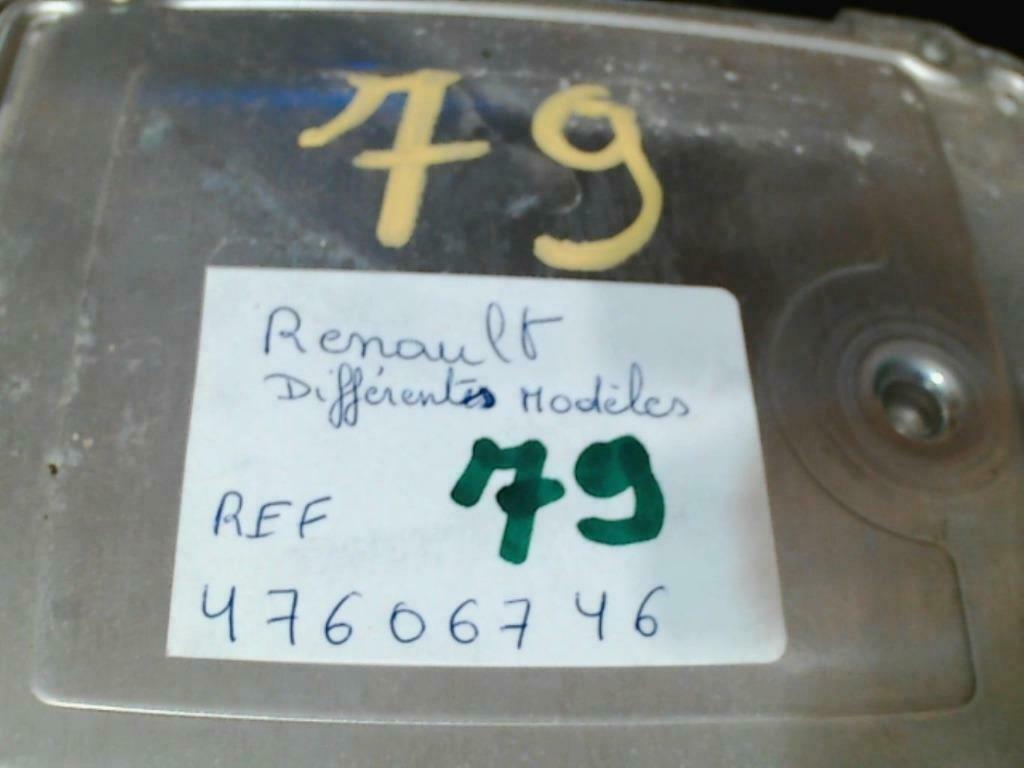 79
Renault
Différents Modèles
79
REF
47606746